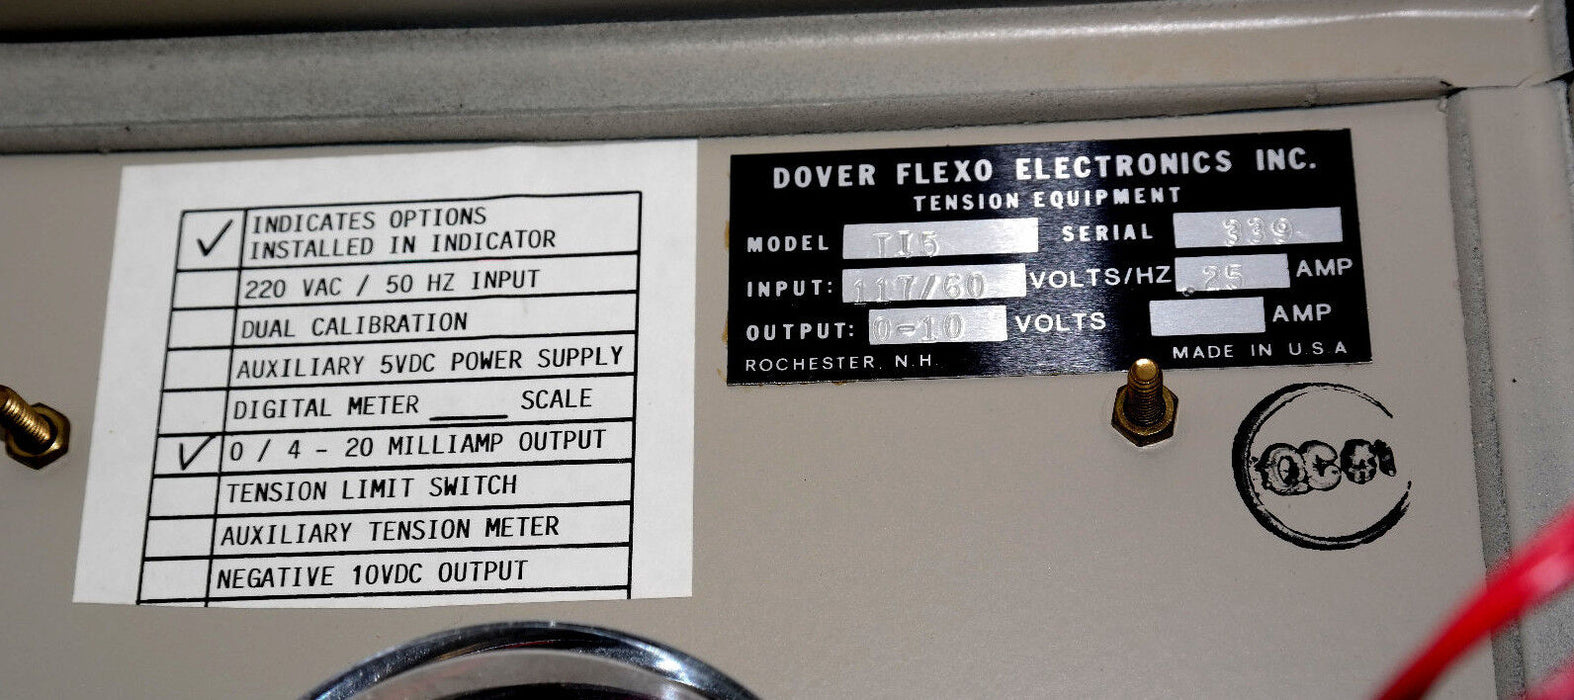 ✓ INDICATES OPTIONS
INSTALLED IN INDICATOR
220 VAC / 50 HZ INPUT
DUAL CALIBRATION
AUXILIARY 5VDC POWER SUPPLY
DIGITAL METER _____ SCALE
✓ 0 / 4 - 20 MILLIAMP OUTPUT
TENSION LIMIT SWITCH
AUXILIARY TENSION METER
NEGATIVE 10VDC OUTPUT
DOVER FLEXO ELECTRONICS INC.
TENSION EQUIPMENT
MODEL TI5 SERIAL 339
INPUT: 117/60 VOLTS/HZ .25 AMP
OUTPUT: 0-10 VOLTS AMP
ROCHESTER, N.H. MADE IN U.S.A